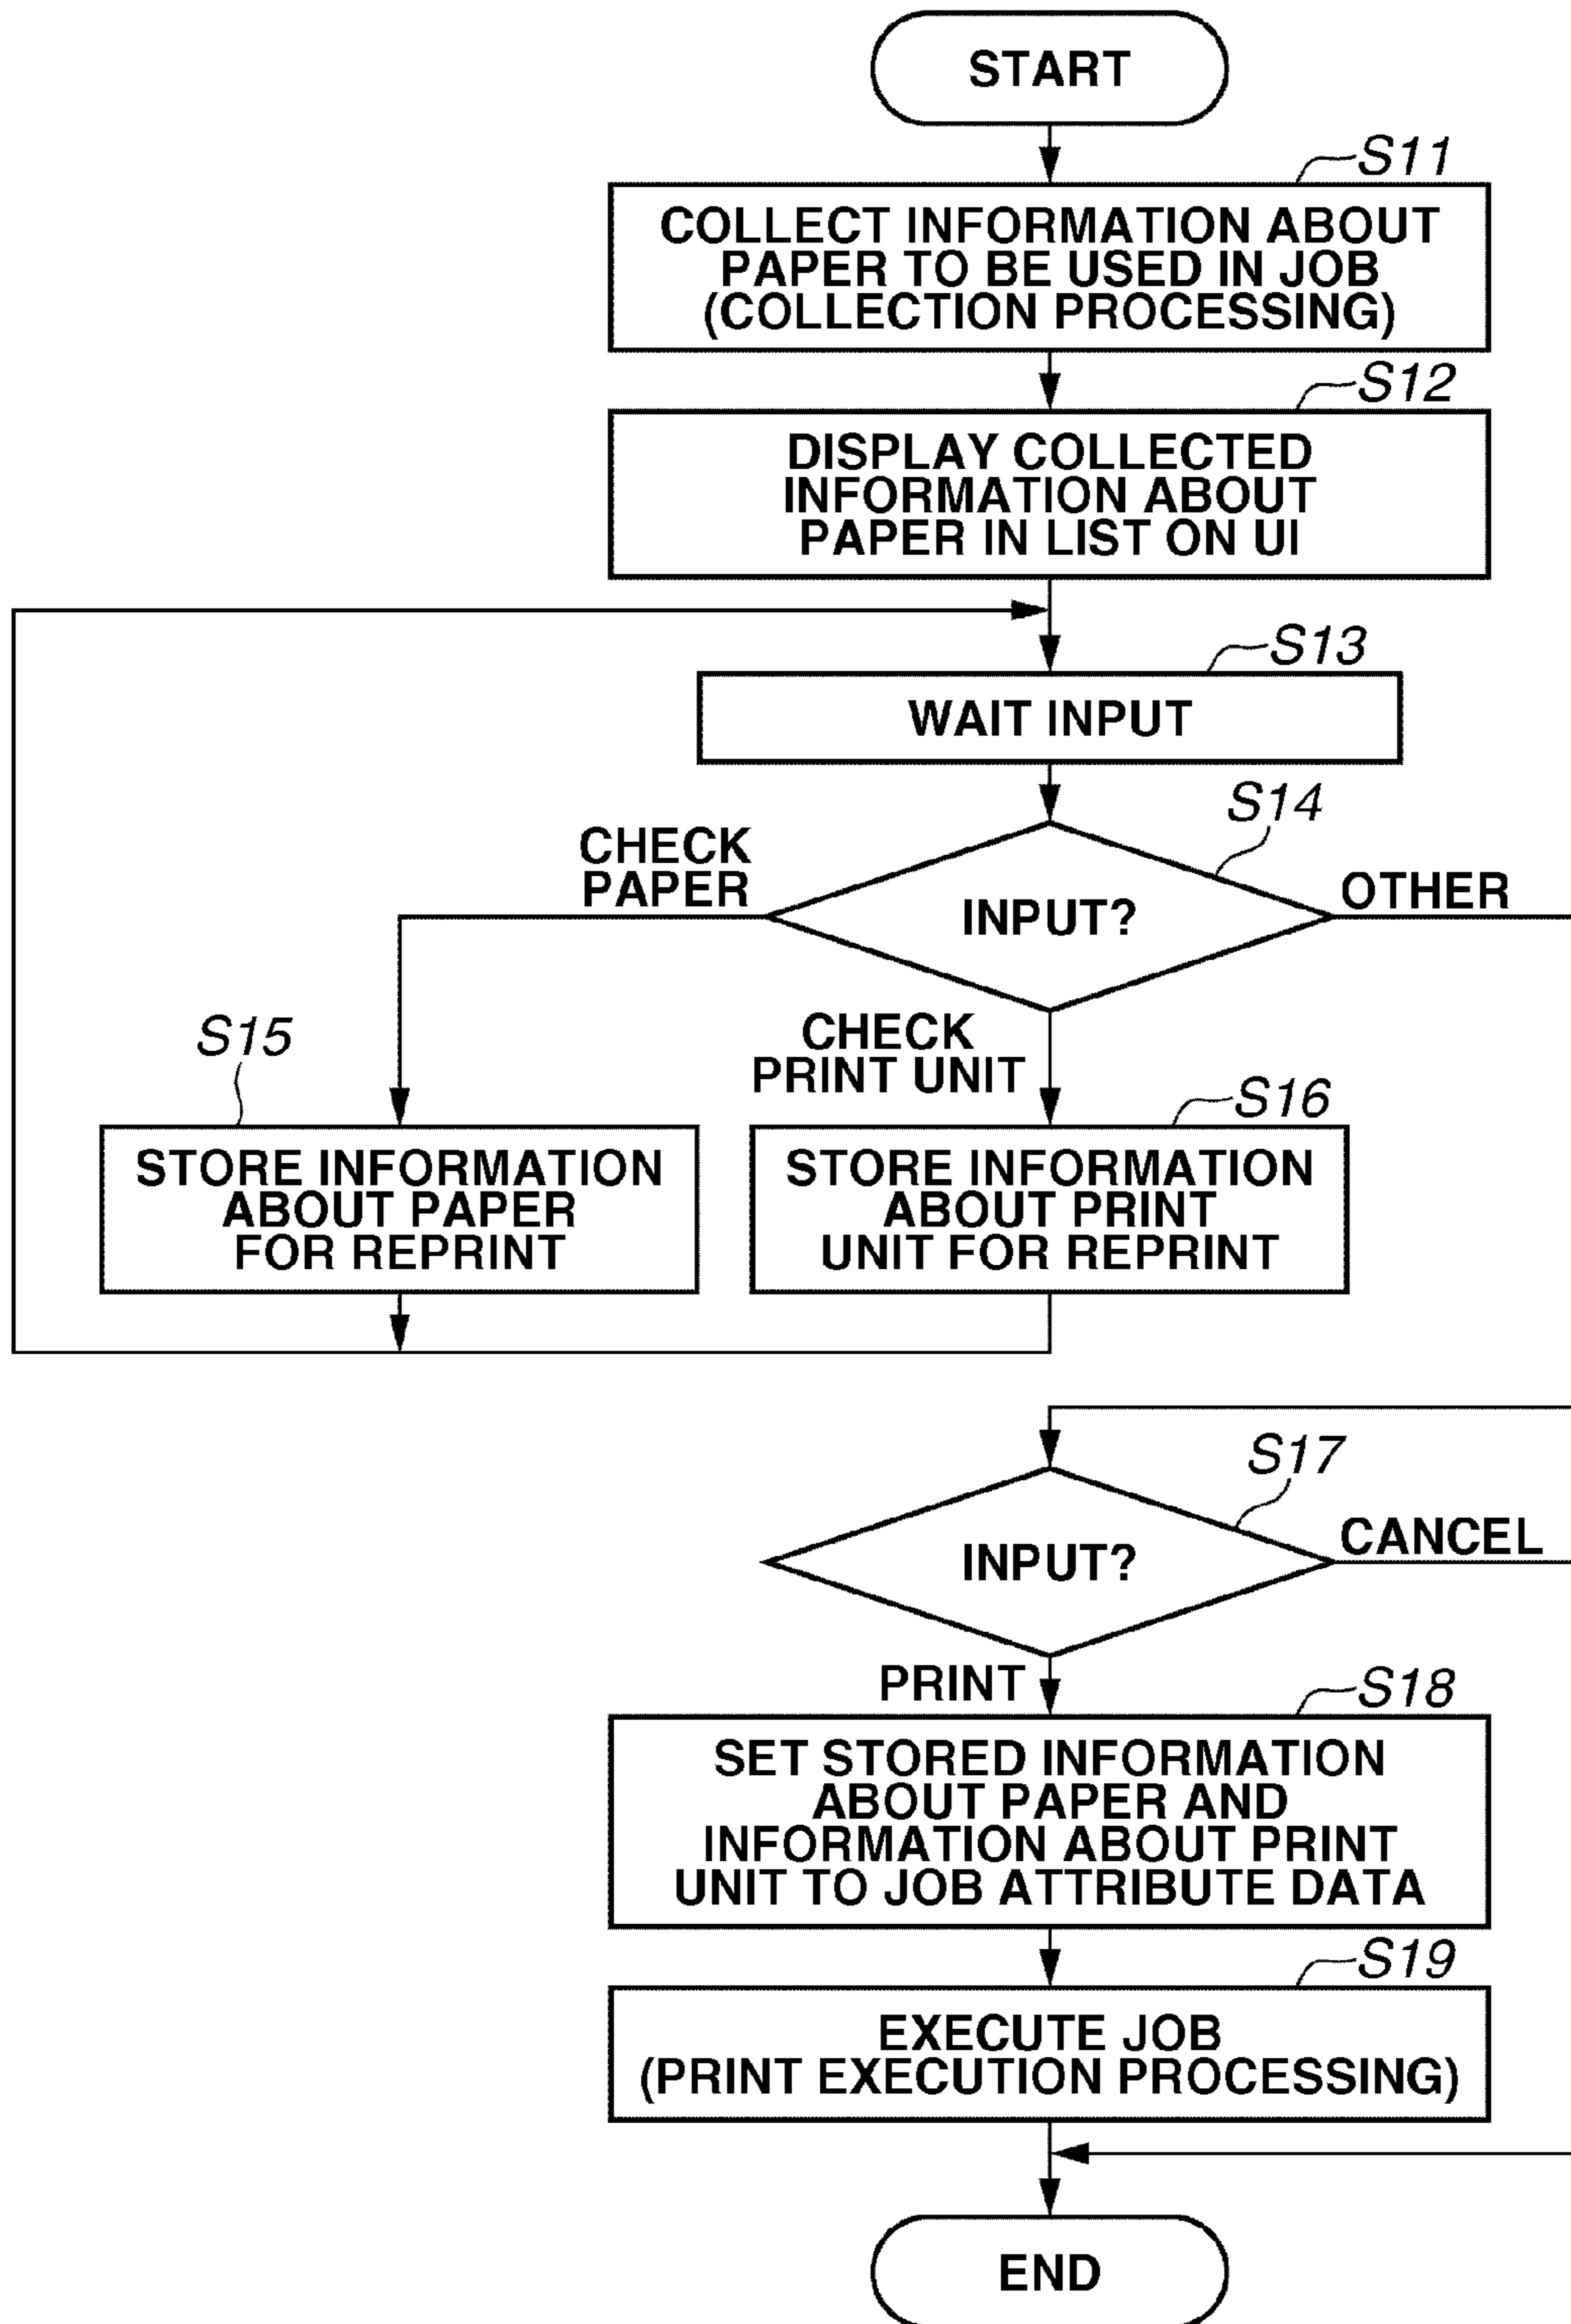 START
S11
COLLECT INFORMATION ABOUT
PAPER TO BE USED IN JOB
(COLLECTION PROCESSING)
S12
DISPLAY COLLECTED
INFORMATION ABOUT
PAPER IN LIST ON UI
S13
WAIT INPUT
S14
CHECK
PAPER
INPUT?
OTHER
S15
CHECK
PRINT UNIT
S16
STORE INFORMATION
ABOUT PAPER
FOR REPRINT
STORE INFORMATION
ABOUT PRINT
UNIT FOR REPRINT
S17
INPUT?
CANCEL
PRINT
S18
SET STORED INFORMATION
ABOUT PAPER AND
INFORMATION ABOUT PRINT
UNIT TO JOB ATTRIBUTE DATA
S19
EXECUTE JOB
(PRINT EXECUTION PROCESSING)
END